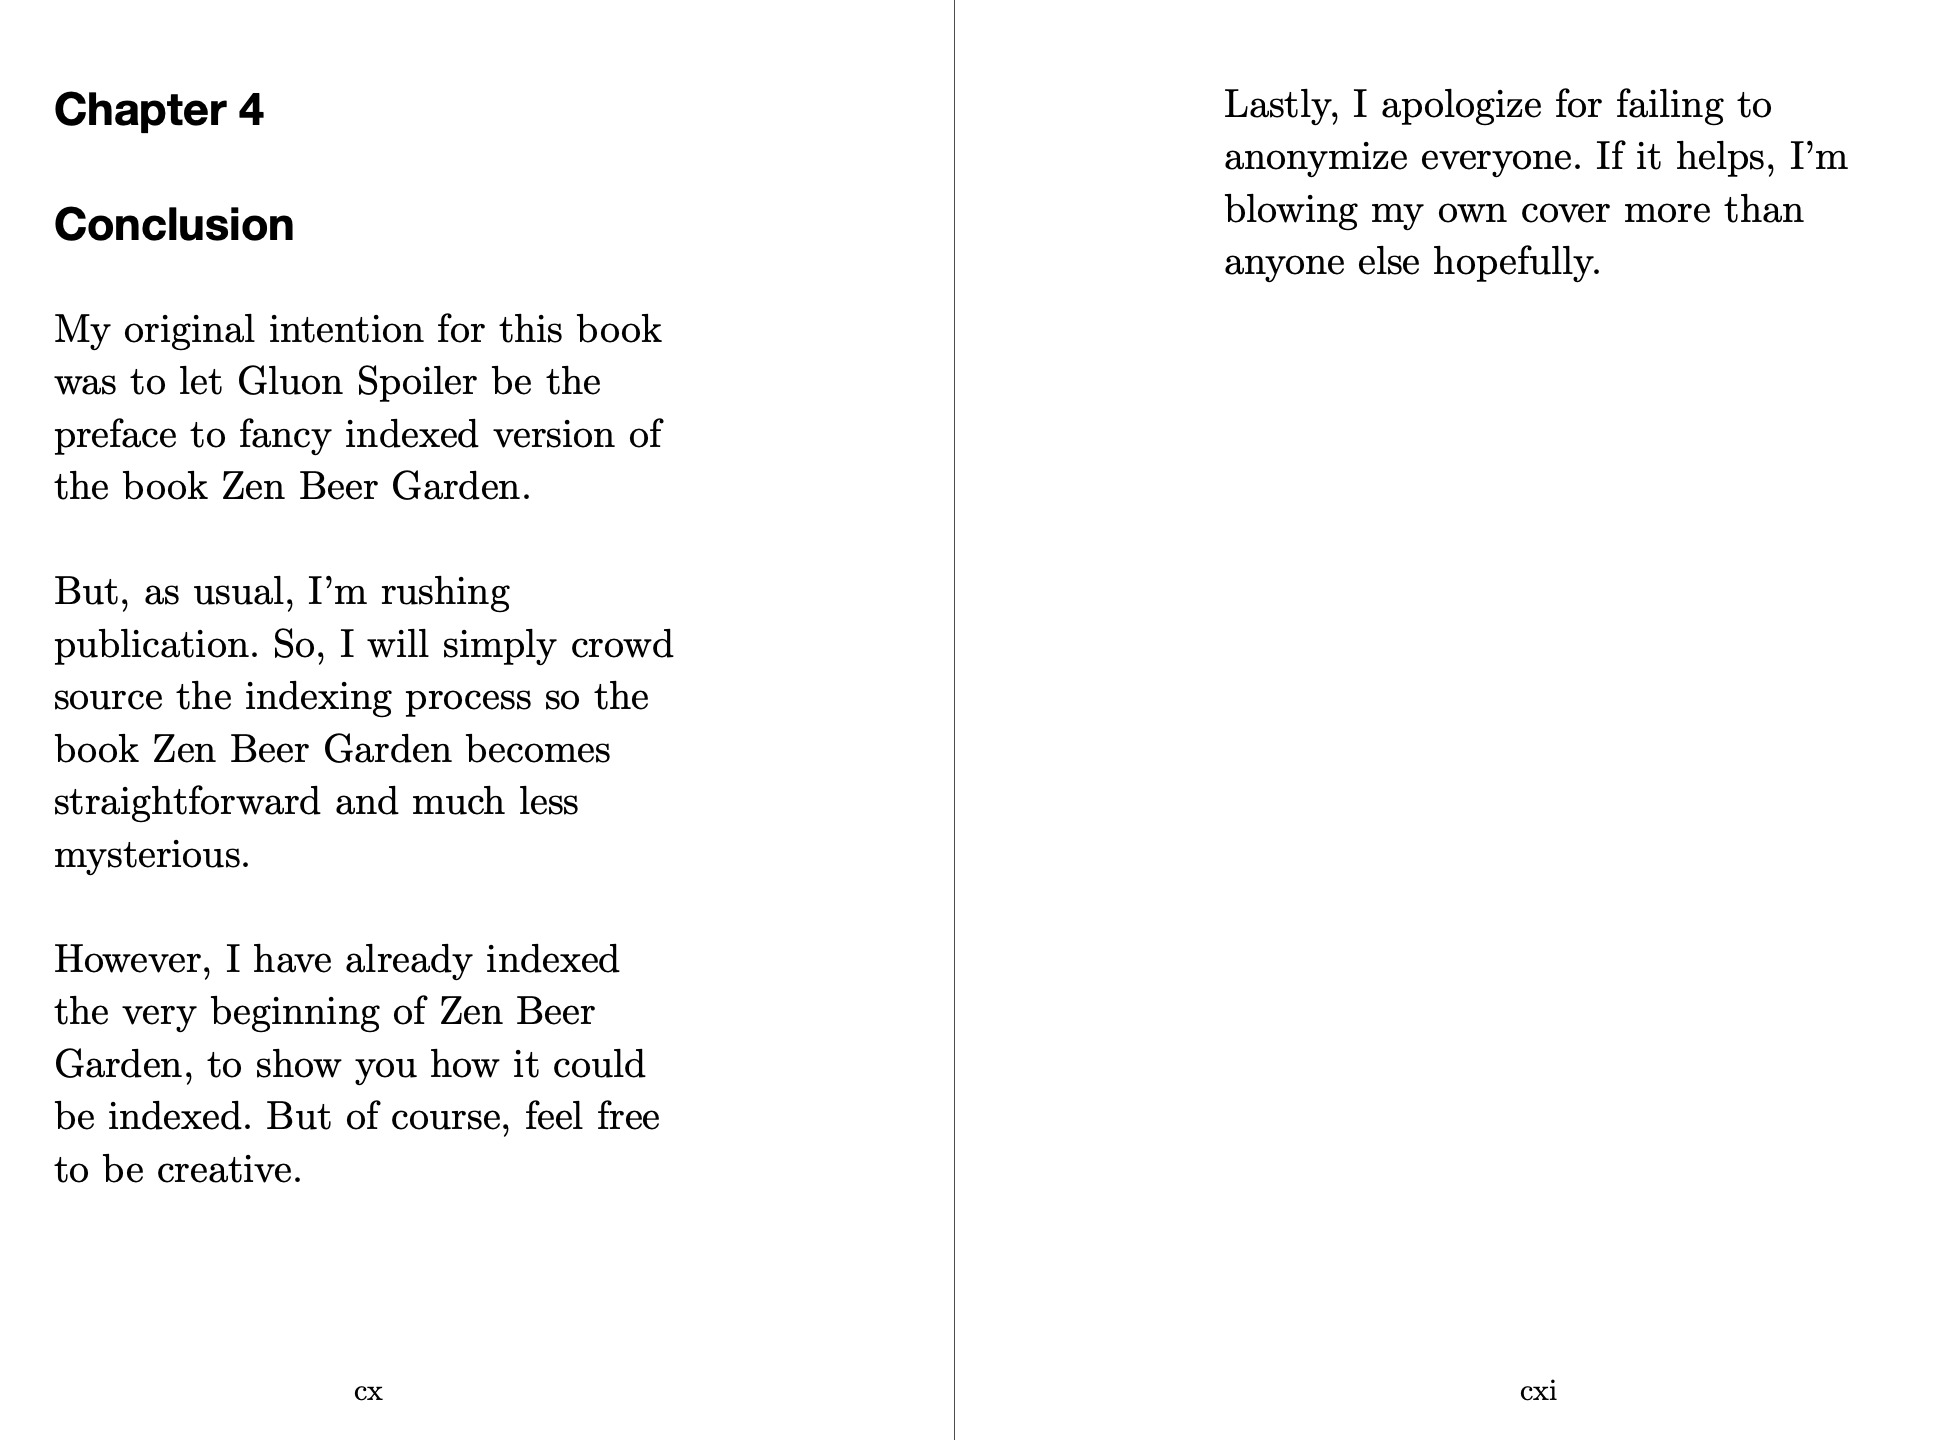 Chapter 4
Conclusion
My original intention for this book
was to let Gluon Spoiler be the
preface to fancy indexed version of
the book Zen Beer Garden.
But, as usual, I’m rushing
publication. So, I will simply crowd
source the indexing process so the
book Zen Beer Garden becomes
straightforward and much less
mysterious.
However, I have already indexed
the very beginning of Zen Beer
Garden, to show you how it could
be indexed. But of course, feel free
to be creative.
cx
Lastly, I apologize for failing to
anonymize everyone. If it helps, I’m
blowing my own cover more than
anyone else hopefully.
cxi